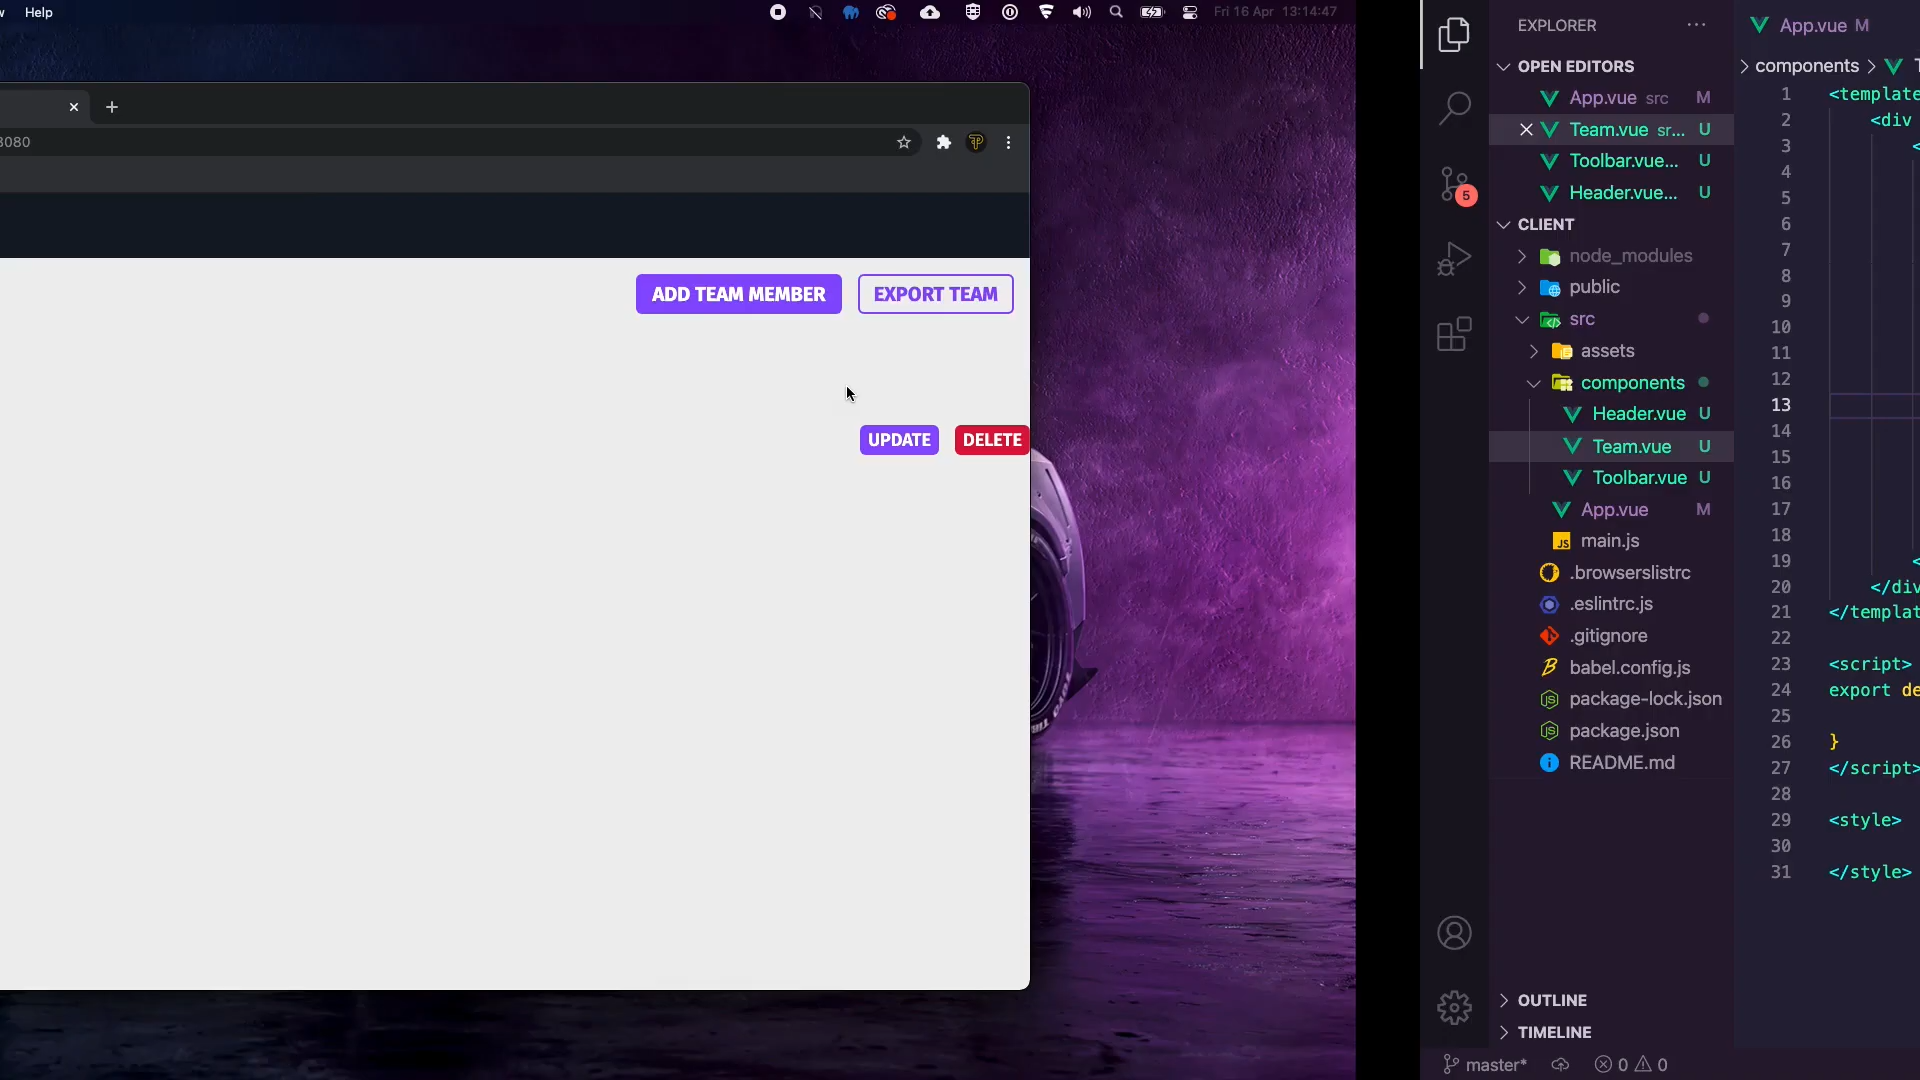 Help
Fri 16 Apr 13:14:47
8080
ADD TEAM MEMBER
EXPORT TEAM
UPDATE
DELETE
EXPLORER
OPEN EDITORS
App.vue src M
Team.vue sr... U
Toolbar.vue... U
Header.vue... U
5
CLIENT
node_modules
public
src
assets
components
Header.vue U
Team.vue U
Toolbar.vue U
App.vue M
JS main.js
.browserslistrc
.eslintrc.js
.gitignore
babel.config.js
package-lock.json
package.json
README.md
OUTLINE
TIMELINE
master*
0 0
App.vue M
components
1 <template
2 <div
3 <
4
5
6
7
8
9
10
11
12
13
14
15
16
17
18
19 <
20 </div
21 </templat
22
23 <script>
24 export de
25
26 }
27 </script>
28
29 <style>
30
31 </style>